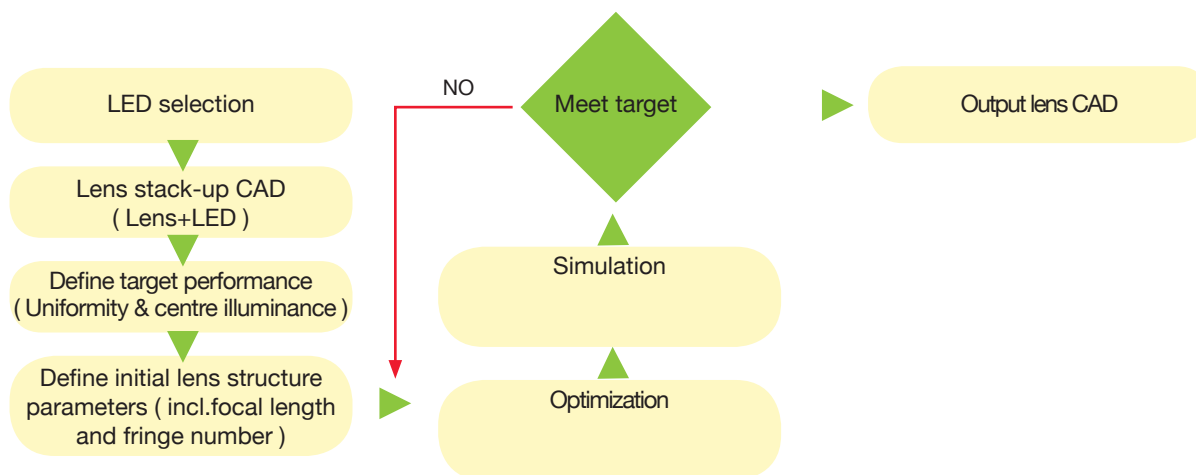 LED selection
Lens stack-up CAD
( Lens+LED )
Define target performance
( Uniformity & centre illuminance )
Define initial lens structure
parameters ( incl.focal length
and fringe number )
Optimization
Simulation
Meet target
NO
Output lens CAD